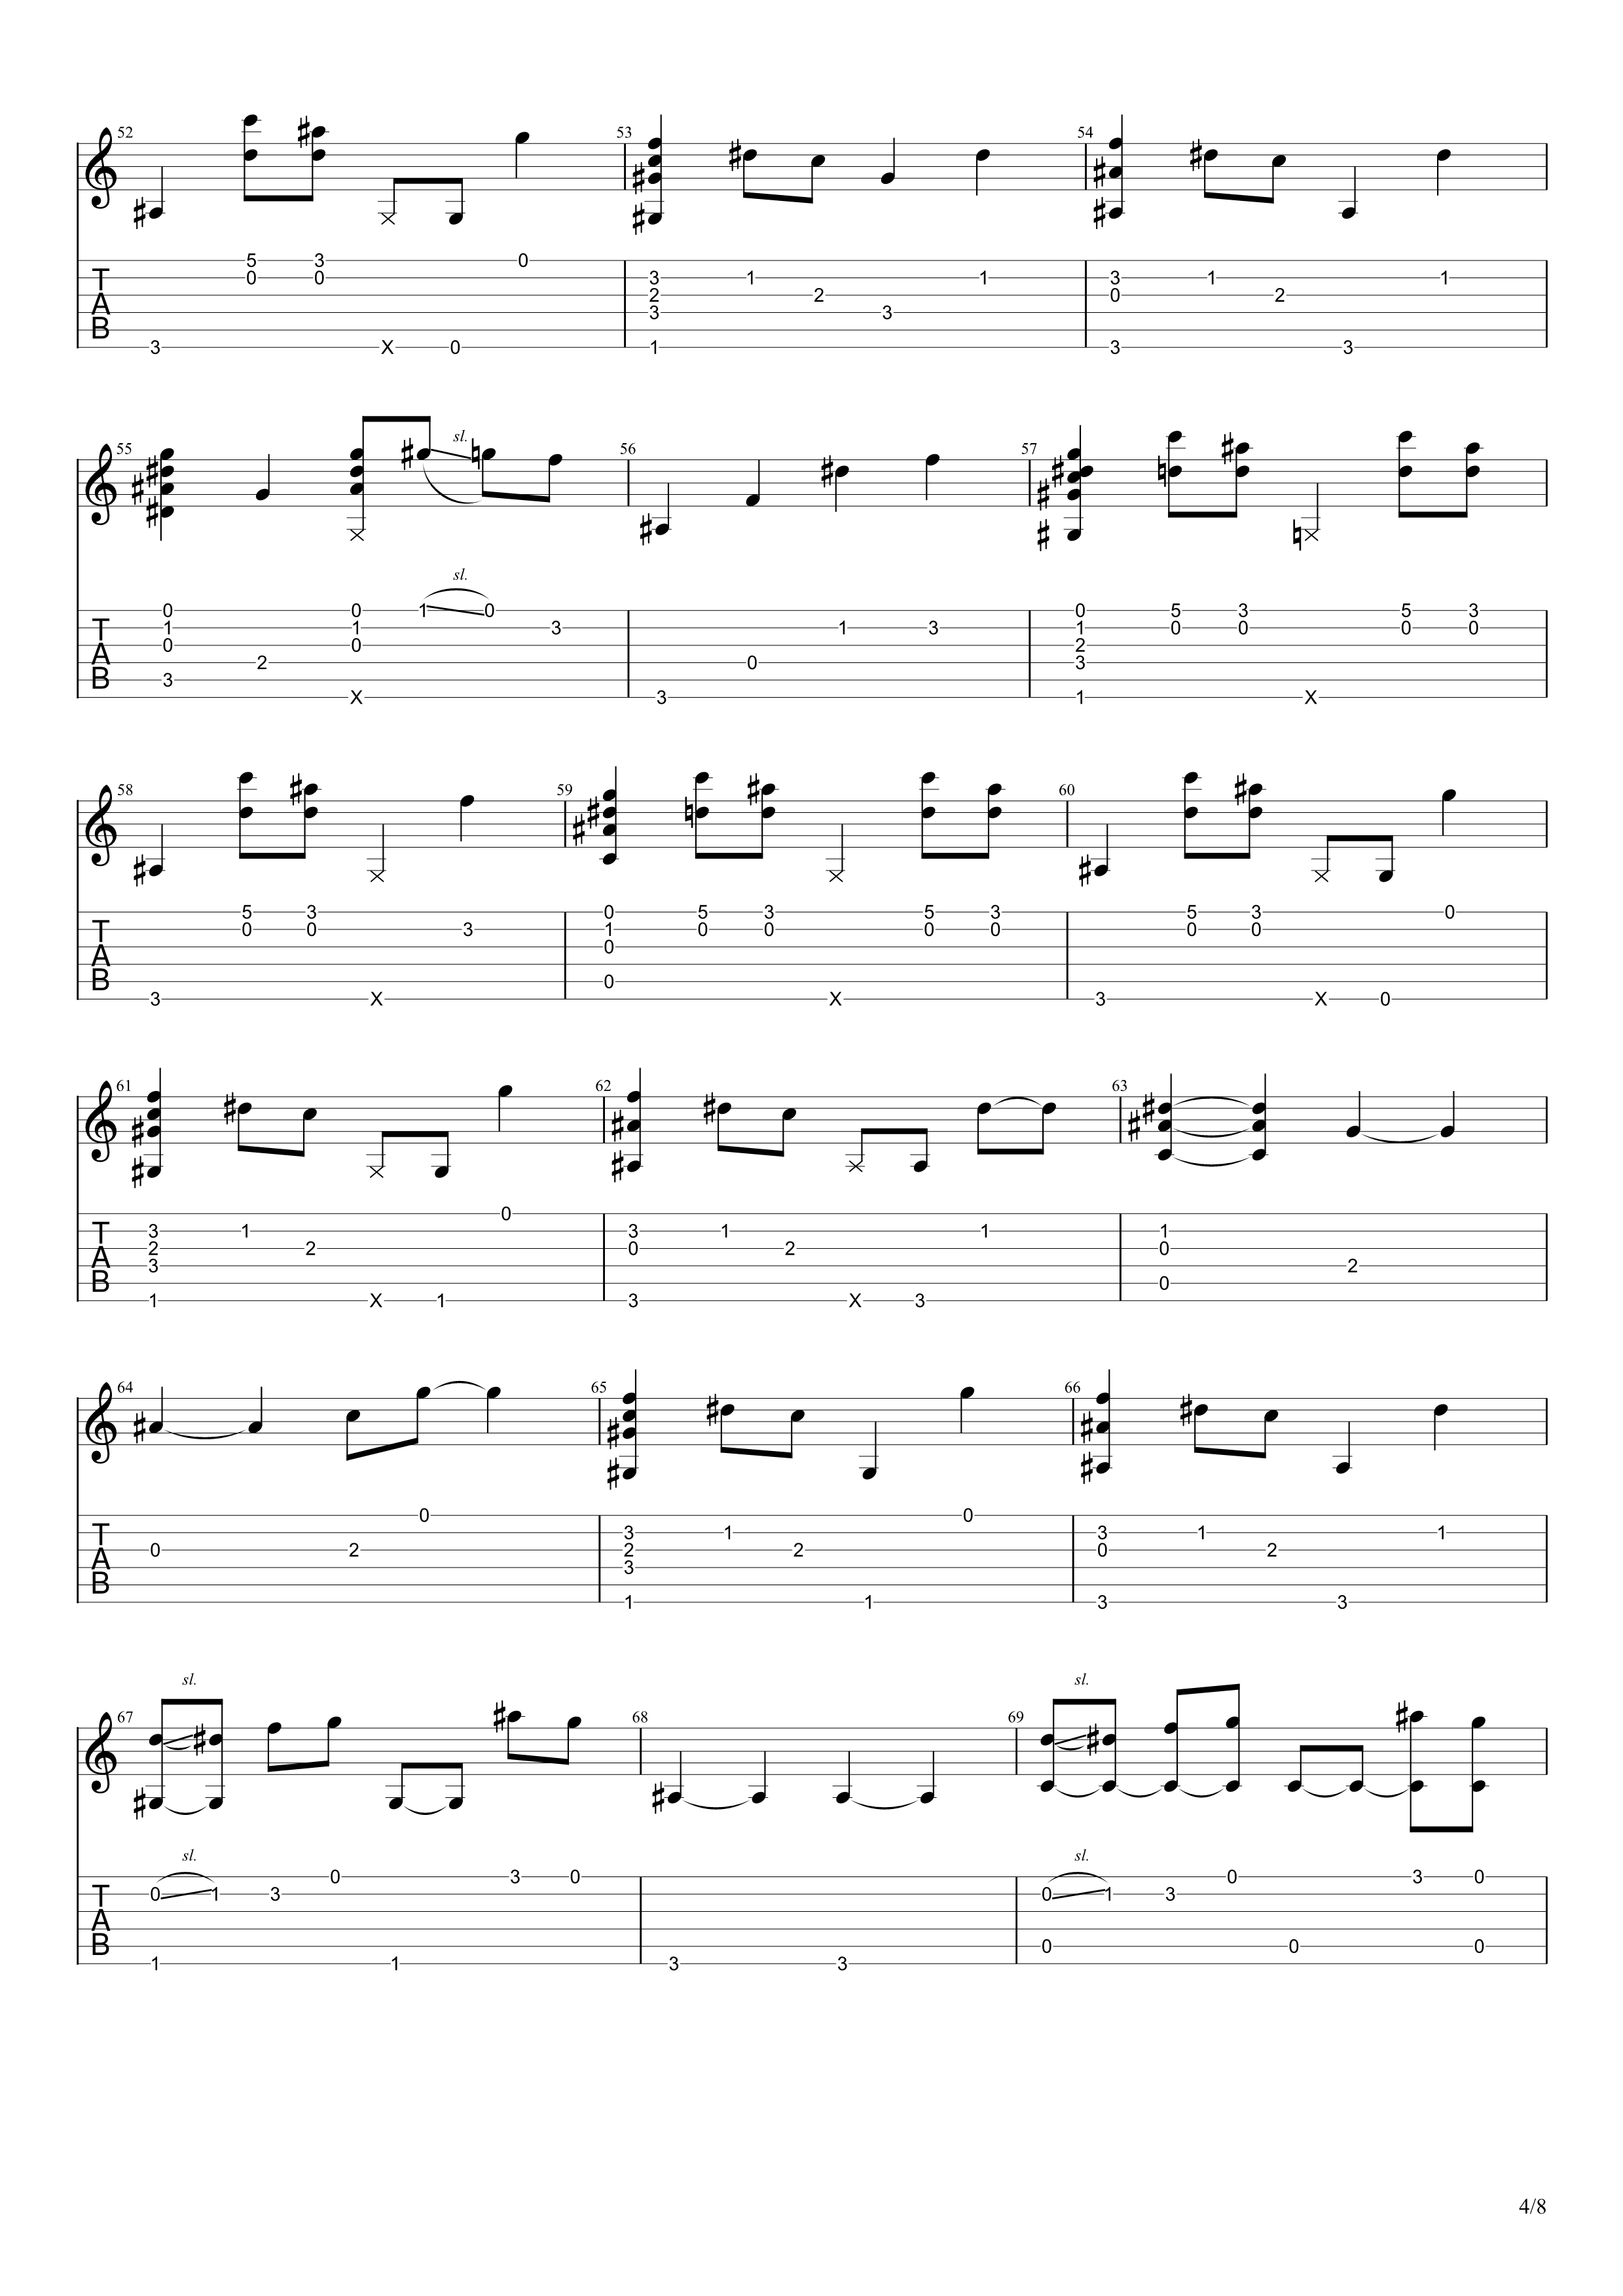 52 53 54
T A B
5 3 0 3 1 3 1
0 0 2 2 0 2
3 3
3 X 0 1 3 3
55 sl. 56 57
sl.
T A B
0 0 1 0 0 5 3 5 3
1 1 3 1 3 1 0 0 0 0
0 0 2
2 0 3
3
X 3 1 X
58 59 60
T A B
5 3 0 5 3 5 3 5 3 0
0 0 3 1 0 0 0 0 0 0
0
0
3 X X 3 X 0
61 62 63
T A B
0
3 1 3 1 1 1
2 2 0 2 0
3 2
0
1 X 1 3 X 3
64 65 66
T A B
0 0
3 1 3 1
0 2 2 2 0 2
3
1 1 3 3
sl. sl.
67 68 69
sl. sl.
T A B
0 3 0 0 3 0
0 1 3 0 1 3
0 0 0
1 1 3 3
4/8